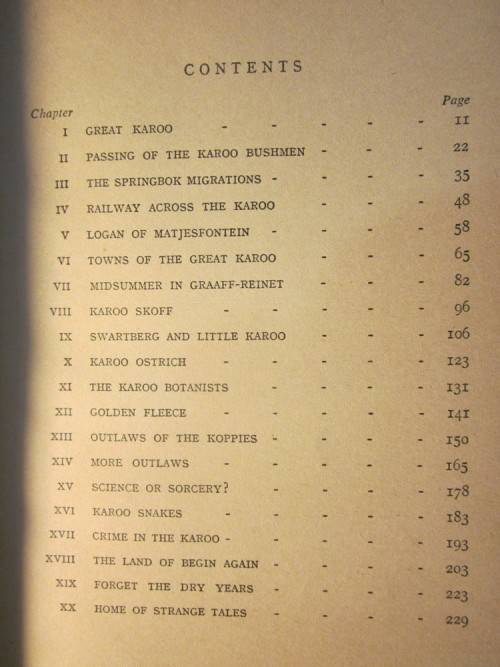 CONTENTS
Chapter Page
I GREAT KAROO - - - - - 11
II PASSING OF THE KAROO BUSHMEN - - - 22
III THE SPRINGBOK MIGRATIONS - - - - 35
IV RAILWAY ACROSS THE KAROO - - - 48
V LOGAN OF MATJESFONTEIN - - - - 58
VI TOWNS OF THE GREAT KAROO - - - 65
VII MIDSUMMER IN GRAAFF-REINET - - - 82
VIII KAROO SKOFF - - - - - 96
IX SWARTBERG AND LITTLE KAROO - - - 106
X KAROO OSTRICH - - - - - 123
XI THE KAROO BOTANISTS - - - - 131
XII GOLDEN FLEECE - - - - - 141
XIII OUTLAWS OF THE KOPPIES - - - - 150
XIV MORE OUTLAWS - - - - - 165
XV SCIENCE OR SORCERY? - - - - 178
XVI KAROO SNAKES - - - - - 183
XVII CRIME IN THE KAROO - - - - - 193
XVIII THE LAND OF BEGIN AGAIN - - - - 203
XIX FORGET THE DRY YEARS - - - - 223
XX HOME OF STRANGE TALES - - - - 229